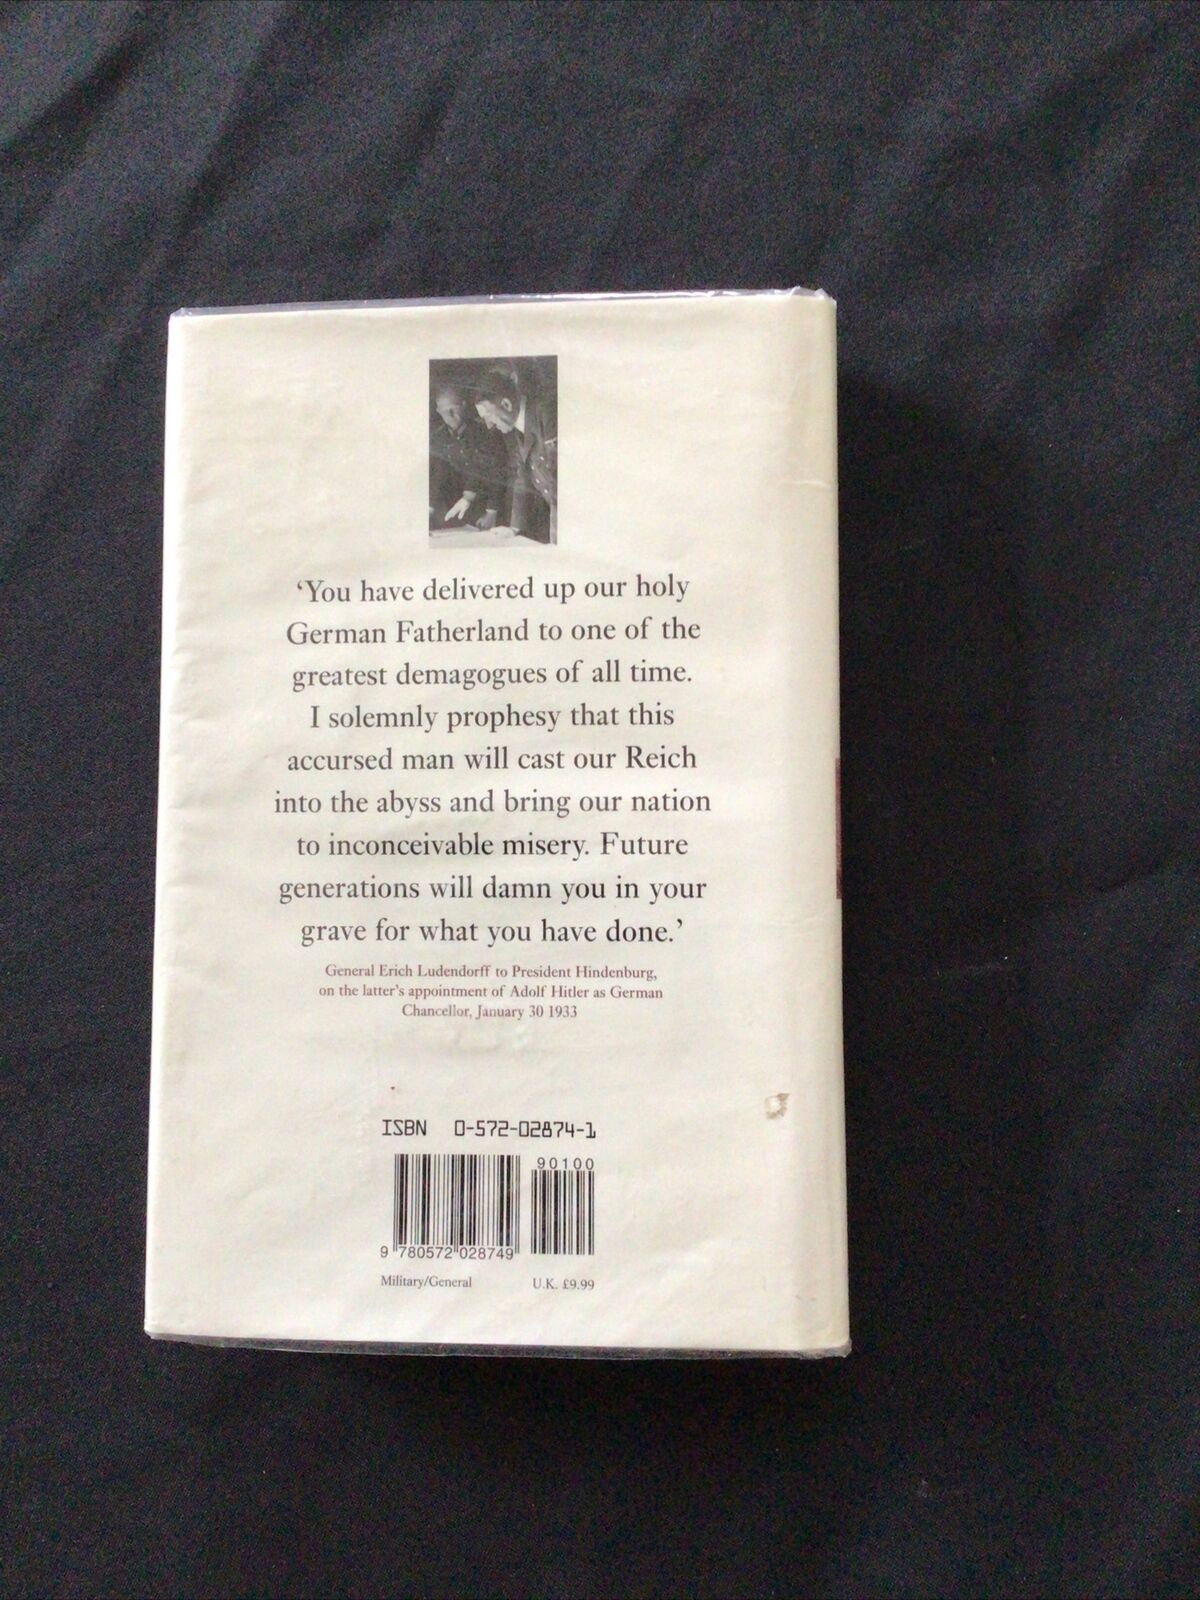 ‘You have delivered up our holy
German Fatherland to one of the
greatest demagogues of all time.
I solemnly prophesy that this
accursed man will cast our Reich
into the abyss and bring our nation
to inconceivable misery. Future
generations will damn you in your
grave for what you have done.’
General Erich Ludendorff to President Hindenburg,
on the latter's appointment of Adolf Hitler as German
Chancellor, January 30 1933
ISBN 0-572-02874-1
90100
9 780572 028749
Military/General U.K. £9.99